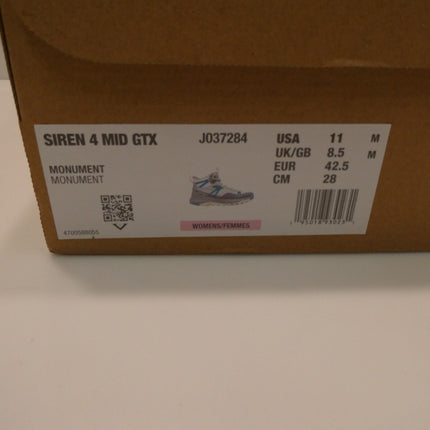 SIREN 4 MID GTX J037284 USA 11 M
UK/GB 8.5 M
EUR 42.5
CM 28
MONUMENT
MONUMENT
WOMENS/FEMMES